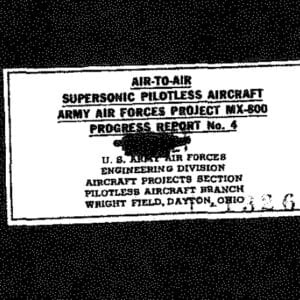 AIR-TO-AIR
SUPERSONIC PILOTLESS AIRCRAFT
ARMY AIR FORCES PROJECT MX-800
PROGRESS REPORT No. 4
U. S. ARMY AIR FORCES
ENGINEERING DIVISION
AIRCRAFT PROJECTS SECTION
PILOTLESS AIRCRAFT BRANCH
WRIGHT FIELD, DAYTON, OHIO
1326